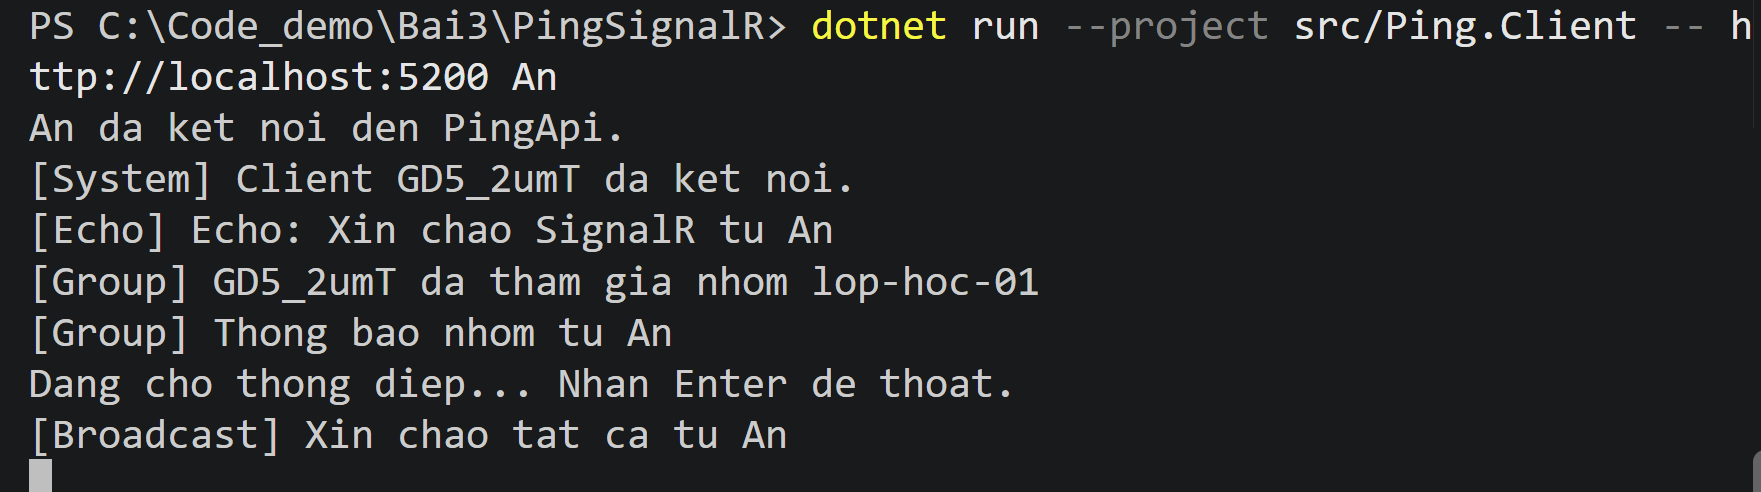 PS C:\Code_demo\Bai3\PingSignalR> dotnet run --project src/Ping.Client -- h
ttp://localhost:5200 An
An da ket noi den PingApi.
[System] Client GD5_2umT da ket noi.
[Echo] Echo: Xin chao SignalR tu An
[Group] GD5_2umT da tham gia nhom lop-hoc-01
[Group] Thong bao nhom tu An
Dang cho thong diep... Nhan Enter de thoat.
[Broadcast] Xin chao tat ca tu An